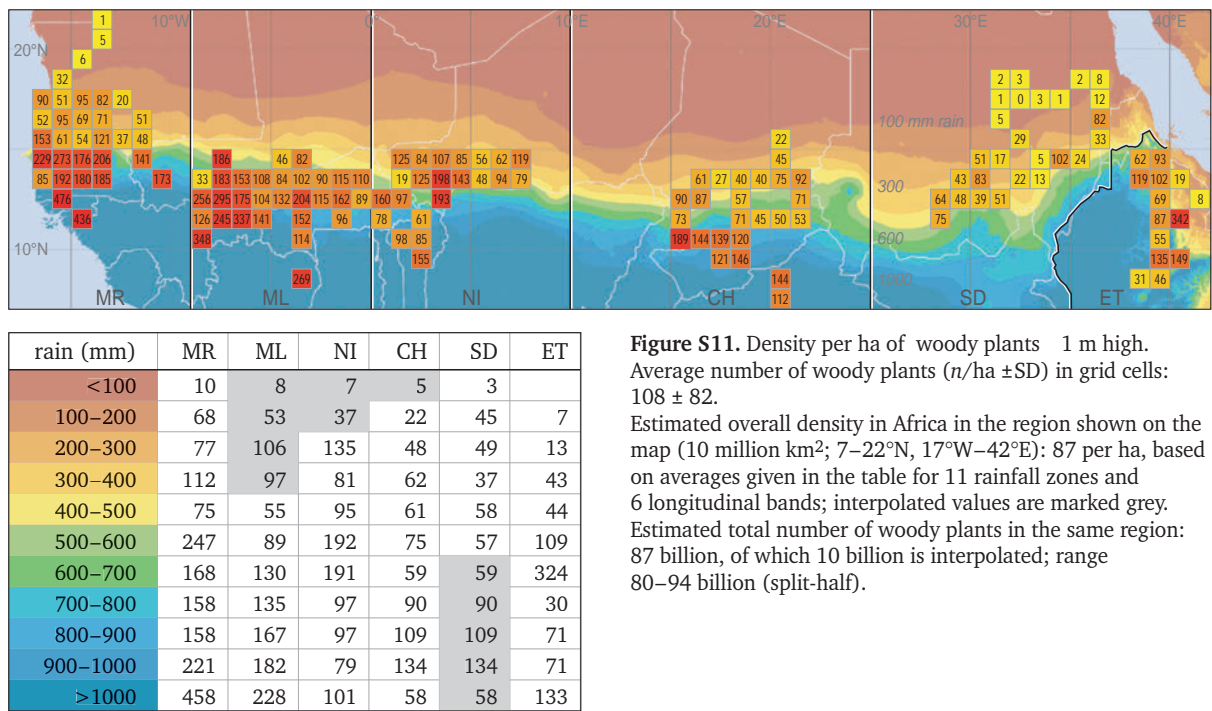 10°W 0° 10°E 20°E 30°E 40°E
1
5
20°N
6
32 2 3 2 8
90 51 95 82 20 1 0 3 1 12
52 95 69 71 51 100 mm rain 5 82
153 61 54 121 37 48 22 29 33
229 273 176 206 141 186 46 82 125 84 107 85 56 62 119 45 51 17 5 102 24 62 93
85 192 180 185 173 33 183 153 108 84 102 90 115 110 19 125 198 143 48 94 79 61 27 40 40 75 92 300 43 83 22 13 119 102 19
476 256 295 175 104 132 204 115 162 89 160 97 193 90 87 57 71 64 48 39 51 69 8
436 126 245 337 141 152 96 78 61 73 71 45 50 53 75 87 342
10°N 348 114 98 85 189 144 139 120 600 55
155 121 146 135 149
269 144 1000 31 46
MR ML NI CH 112 SD ET
rain (mm) MR ML NI CH SD ET
<100 10 8 7 5 3
100–200 68 53 37 22 45 7
200–300 77 106 135 48 49 13
300–400 112 97 81 62 37 43
400–500 75 55 95 61 58 44
500–600 247 89 192 75 57 109
600–700 168 130 191 59 59 324
700–800 158 135 97 90 90 30
800–900 158 167 97 109 109 71
900–1000 221 182 79 134 134 71
>1000 458 228 101 58 58 133
Figure S11. Density per ha of woody plants 1 m high.
Average number of woody plants (n/ha ±SD) in grid cells:
108 ± 82.
Estimated overall density in Africa in the region shown on the
map (10 million km²; 7–22°N, 17°W–42°E): 87 per ha, based
on averages given in the table for 11 rainfall zones and
6 longitudinal bands; interpolated values are marked grey.
Estimated total number of woody plants in the same region:
87 billion, of which 10 billion is interpolated; range
80–94 billion (split-half).